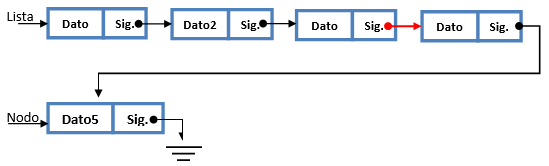 Lista Dato Sig. Dato2 Sig. Dato Sig. Dato Sig.
Nodo Dato5 Sig.